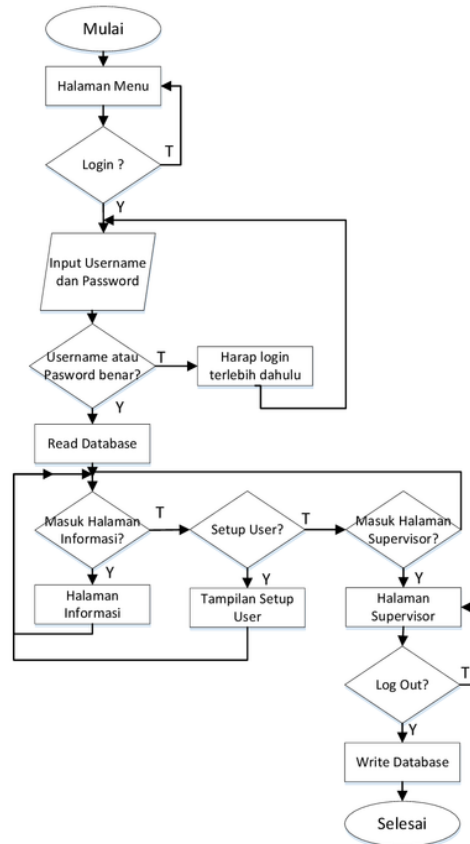 Mulai
Halaman Menu
Login ?
T
Y
Input Username
dan Password
Username atau
Pasword benar?
T
Harap login
terlebih dahulu
Y
Read Database
Masuk Halaman
Informasi?
T
Setup User?
T
Masuk Halaman
Supervisor?
Y
Y
Y
Halaman
Informasi
Tampilan Setup
User
Halaman
Supervisor
Log Out?
T
Y
Write Database
Selesai